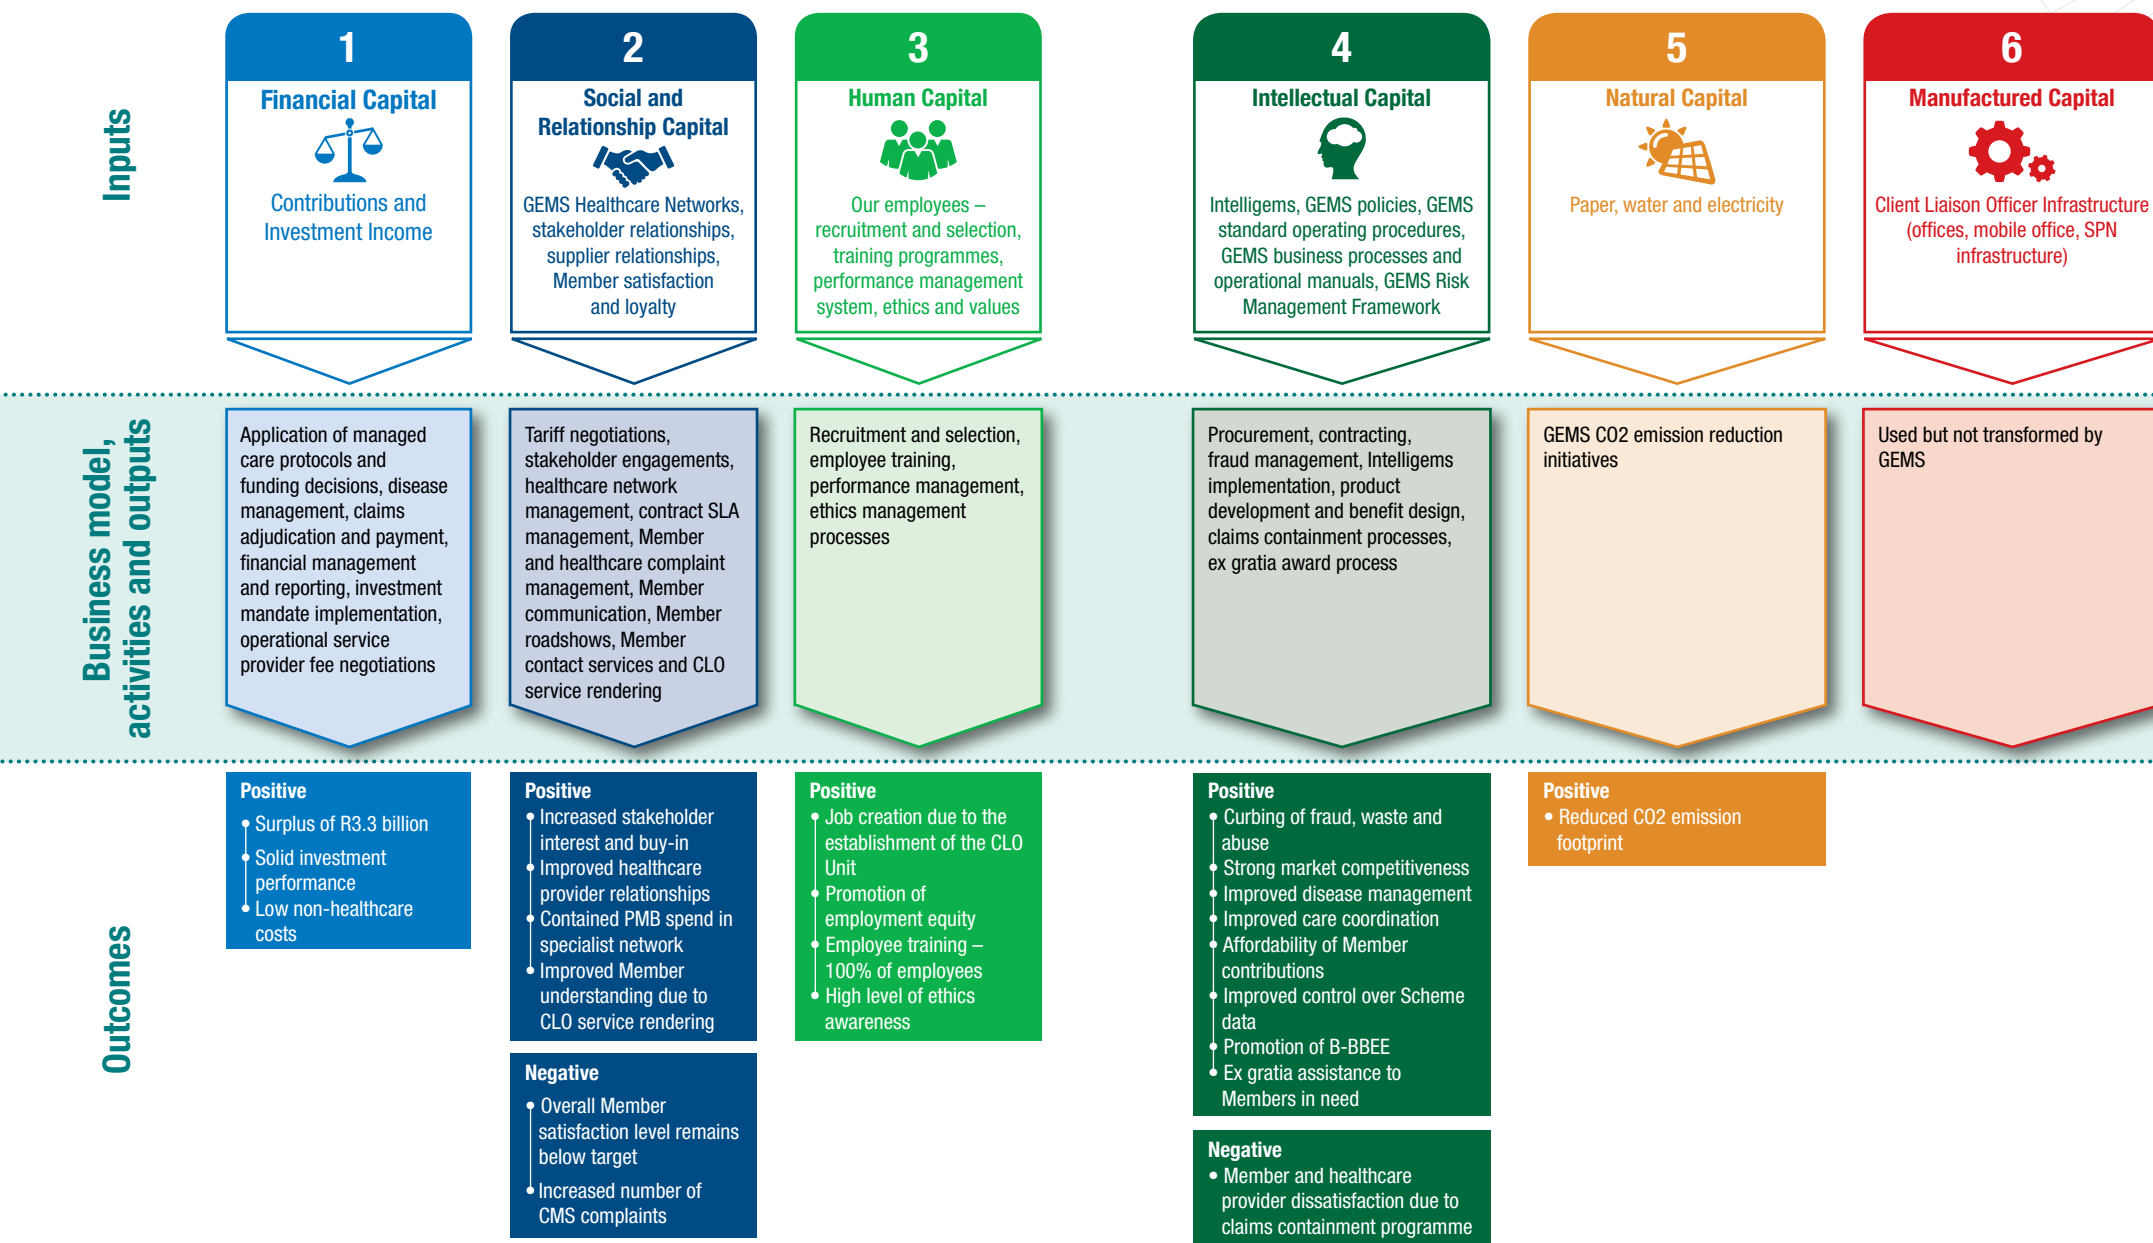 Inputs
1
Financial Capital
Contributions and
Investment Income
2
Social and
Relationship Capital
GEMS Healthcare Networks,
stakeholder relationships,
supplier relationships,
Member satisfaction
and loyalty
3
Human Capital
Our employees –
recruitment and selection,
training programmes,
performance management
system, ethics and values
4
Intellectual Capital
Intelligems, GEMS policies, GEMS
standard operating procedures,
GEMS business processes and
operational manuals, GEMS Risk
Management Framework
5
Natural Capital
Paper, water and electricity
6
Manufactured Capital
Client Liaison Officer Infrastructure
(offices, mobile office, SPN
infrastructure)
Business model,
activities and outputs
Application of managed
care protocols and
funding decisions, disease
management, claims
adjudication and payment,
financial management
and reporting, investment
mandate implementation,
operational service
provider fee negotiations
Tariff negotiations,
stakeholder engagements,
healthcare network
management, contract SLA
management, Member
and healthcare complaint
management, Member
communication, Member
roadshows, Member
contact services and CLO
service rendering
Recruitment and selection,
employee training,
performance management,
ethics management
processes
Procurement, contracting,
fraud management, Intelligems
implementation, product
development and benefit design,
claims containment processes,
ex gratia award process
GEMS CO2 emission reduction
initiatives
Used but not transformed by
GEMS
Outcomes
Positive
• Surplus of R3.3 billion
• Solid investment
performance
• Low non-healthcare
costs
Positive
• Increased stakeholder
interest and buy-in
• Improved healthcare
provider relationships
• Contained PMB spend in
specialist network
• Improved Member
understanding due to
CLO service rendering
Negative
• Overall Member
satisfaction level remains
below target
• Increased number of
CMS complaints
Positive
• Job creation due to the
establishment of the CLO
Unit
• Promotion of
employment equity
• Employee training –
100% of employees
• High level of ethics
awareness
Positive
• Curbing of fraud, waste and
abuse
• Strong market competitiveness
• Improved disease management
• Improved care coordination
• Affordability of Member
contributions
• Improved control over Scheme
data
• Promotion of B-BBEE
• Ex gratia assistance to
Members in need
Negative
• Member and healthcare
provider dissatisfaction due to
claims containment programme
Positive
• Reduced CO2 emission
footprint